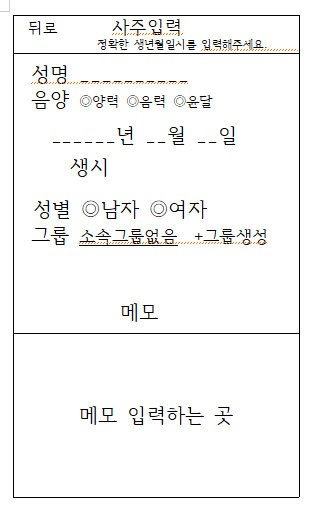 뒤로 사주입력
정확한 생년월일시를 입력해주세요.
성명 __________
음양 ◎양력 ◎음력 ◎윤달
______년 __월 __일
생시
성별 ◎남자 ◎여자
그룹 소속그룹없음 +그룹생성
메모
메모 입력하는 곳